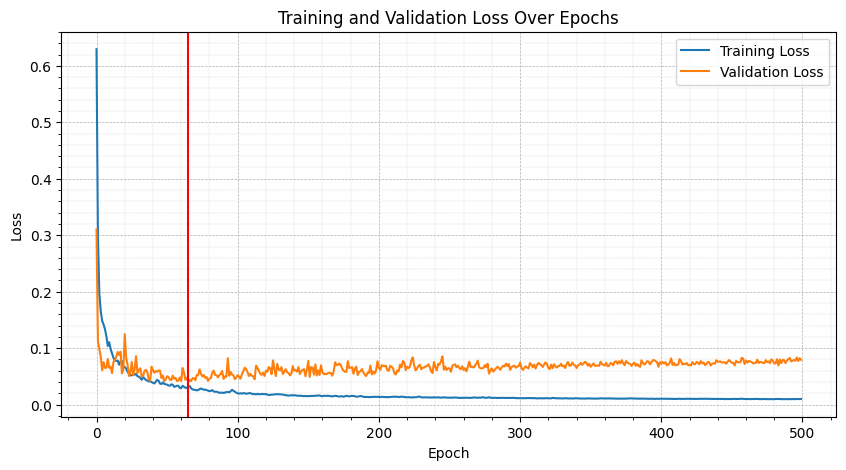 Training and Validation Loss Over Epochs
Training Loss
Validation Loss
Loss
0.6
0.5
0.4
0.3
0.2
0.1
0.0
0
100
200
300
400
500
Epoch